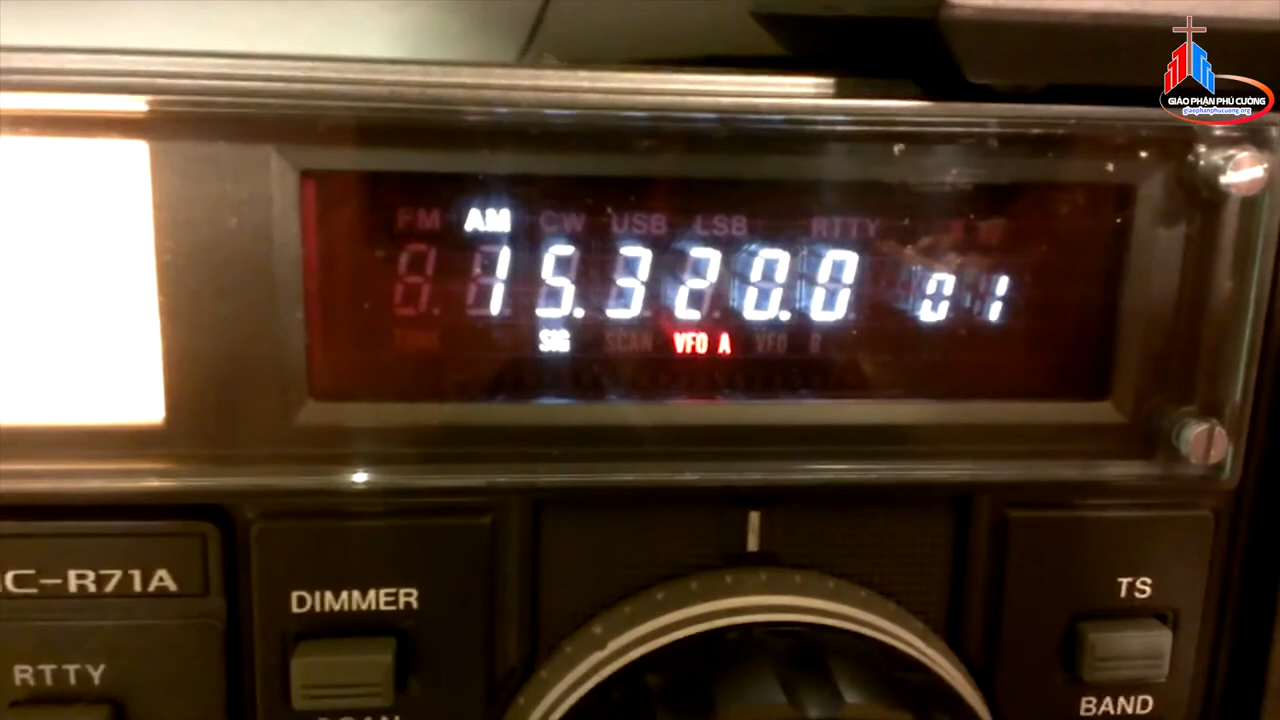 GIÁO PHẬN PHÚ CƯỜNG
giaophanphucuong.org
FM AM CW USB LSB RTTY
15.320.0 01
SIG SCAN VFO A VFO B
IC-R71A
DIMMER
TS
RTTY
BAND